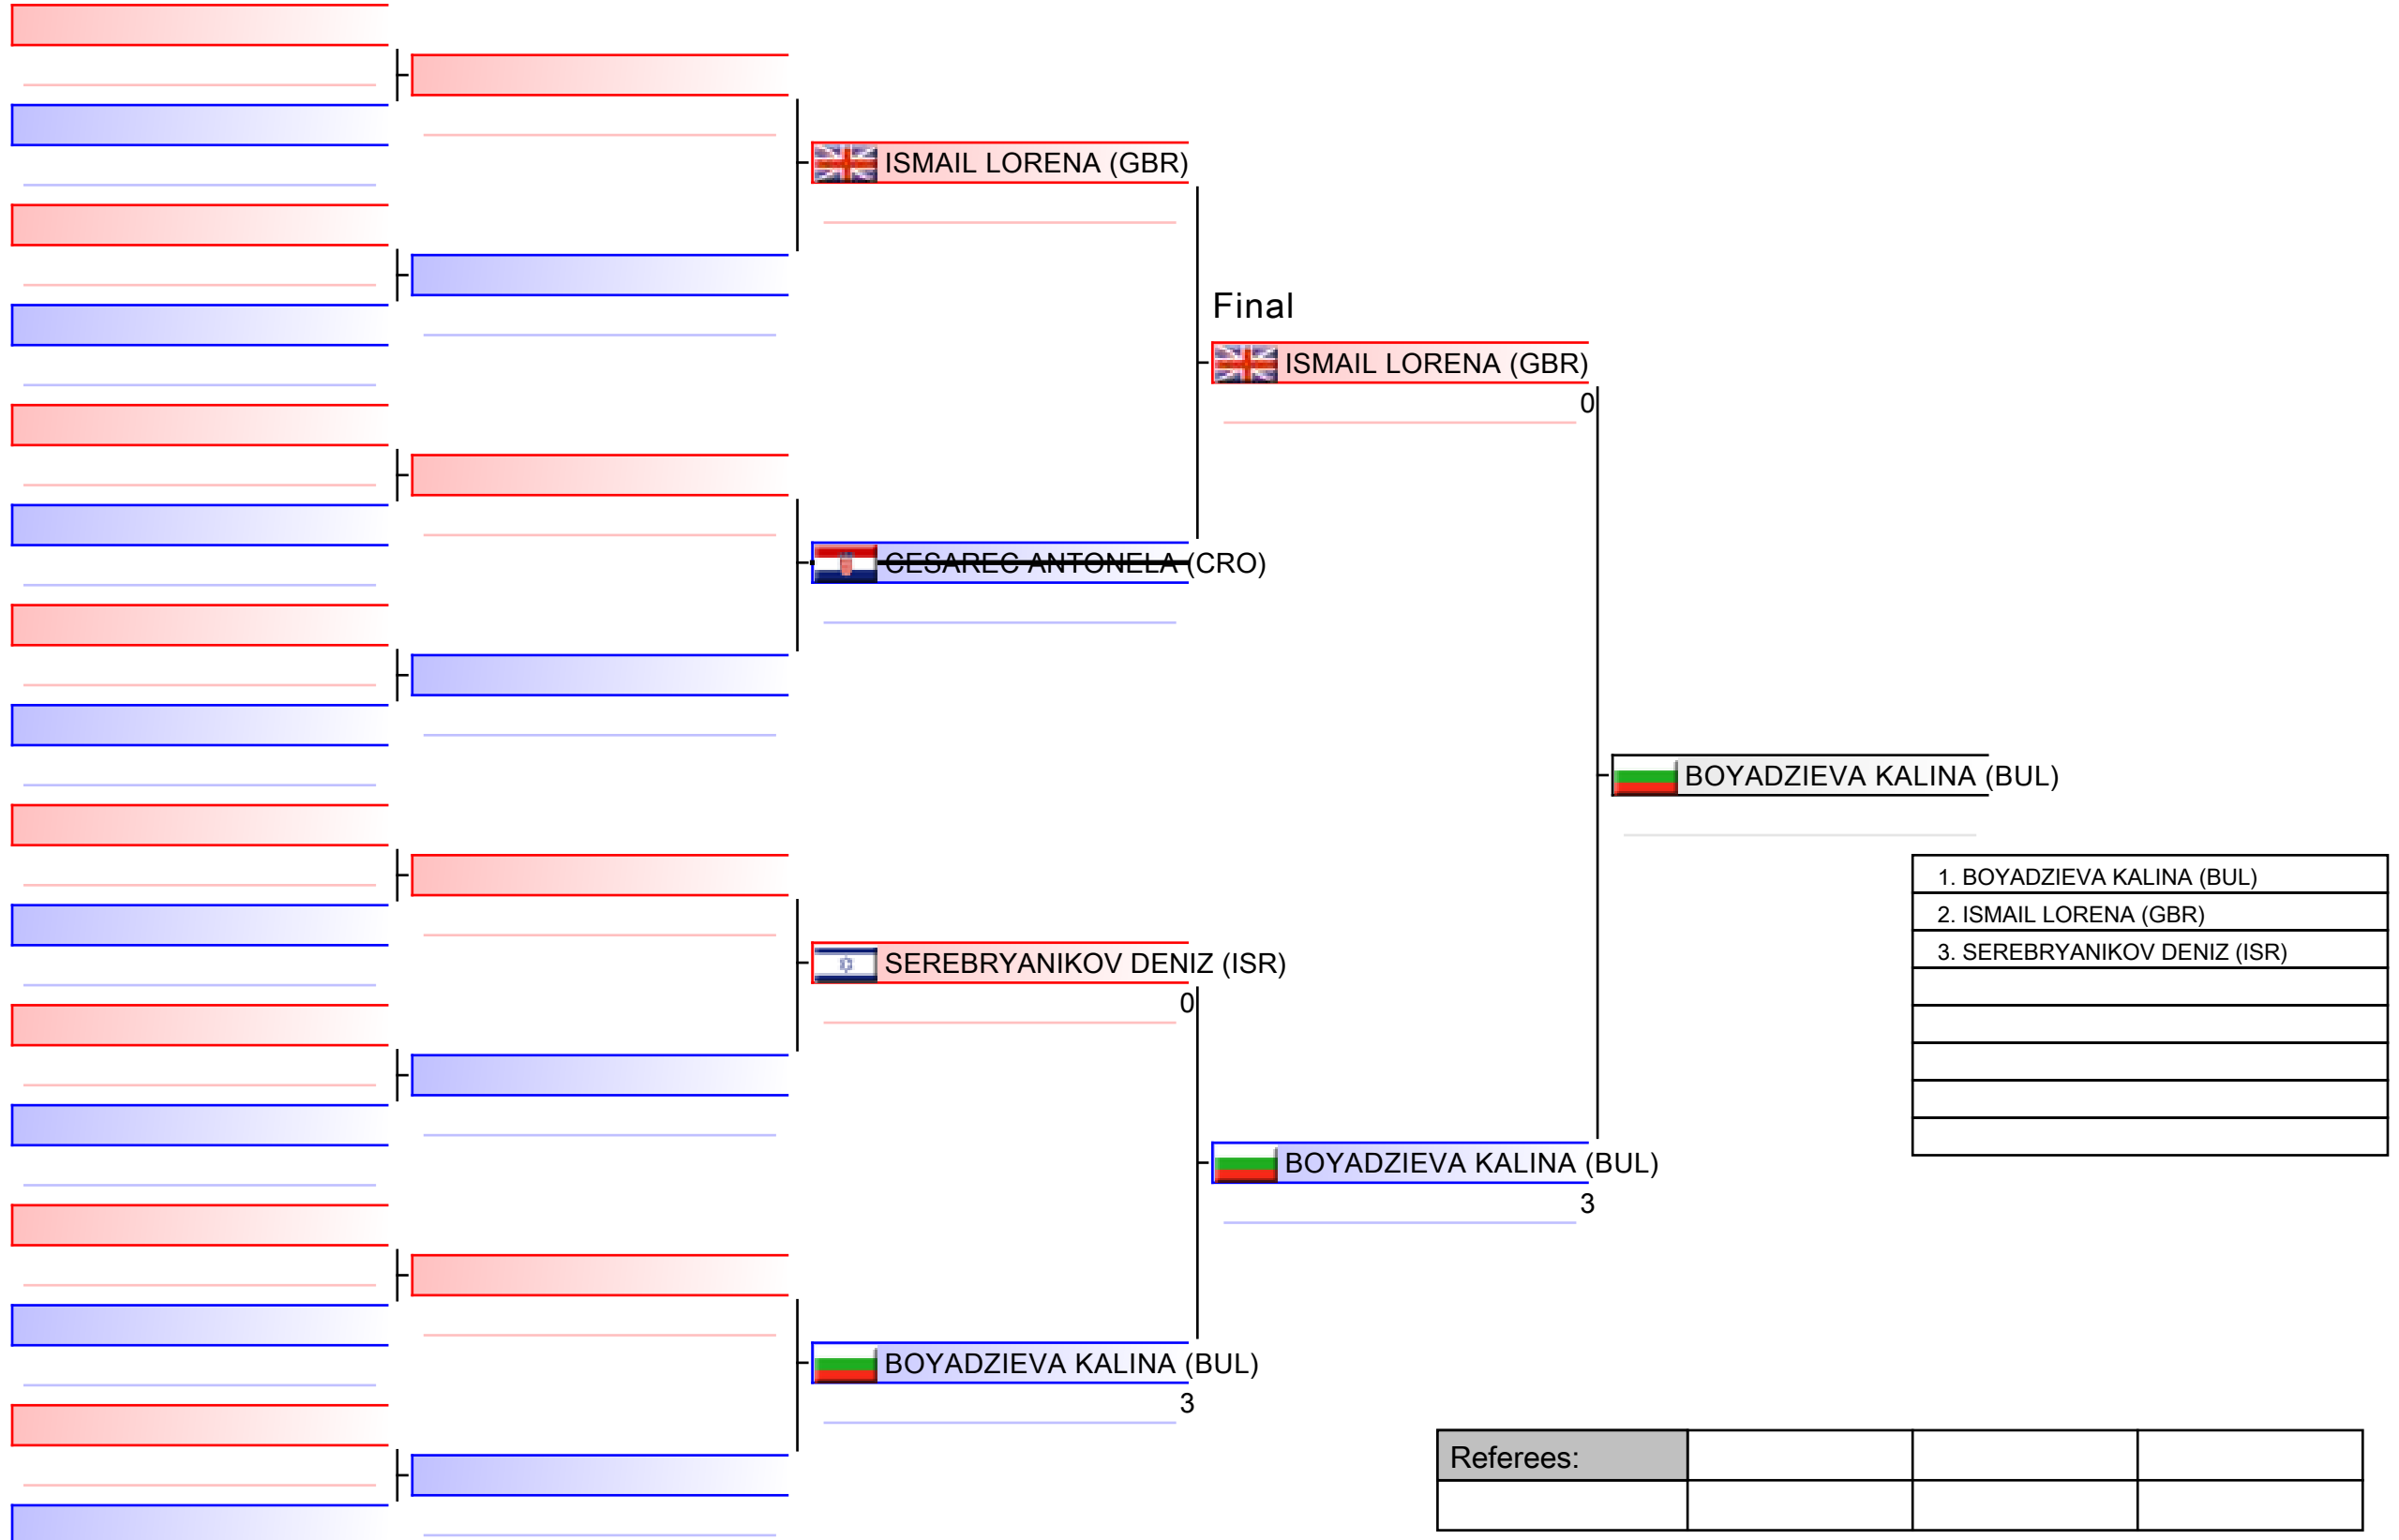 ISMAIL LORENA (GBR)
Final
ISMAIL LORENA (GBR)
0
CESAREC ANTONELA (CRO)
BOYADZIEVA KALINA (BUL)
1. BOYADZIEVA KALINA (BUL)
2. ISMAIL LORENA (GBR)
3. SEREBRYANIKOV DENIZ (ISR)
SEREBRYANIKOV DENIZ (ISR)
0
BOYADZIEVA KALINA (BUL)
3
BOYADZIEVA KALINA (BUL)
3
Referees: